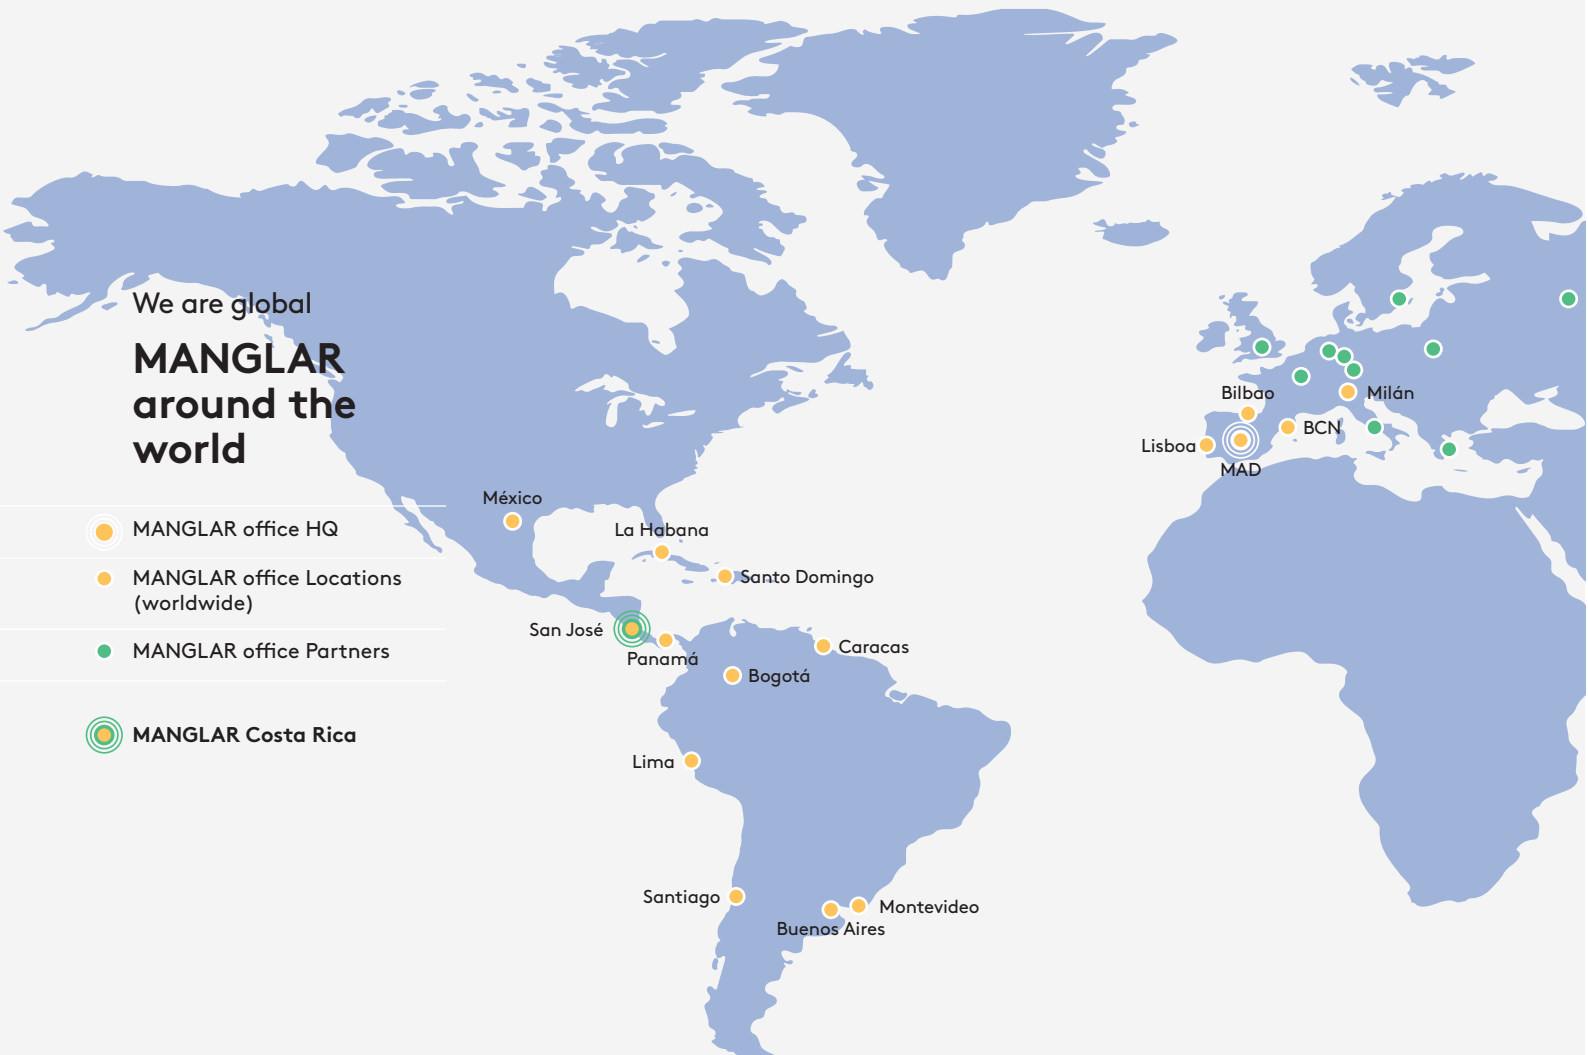 We are global
MANGLAR
around the
world
MANGLAR office HQ
MANGLAR office Locations
(worldwide)
MANGLAR office Partners
MANGLAR Costa Rica
México
La Habana
Santo Domingo
San José
Panamá
Caracas
Bogotá
Lima
Santiago
Montevideo
Buenos Aires
Bilbao
Milán
BCN
Lisboa
MAD